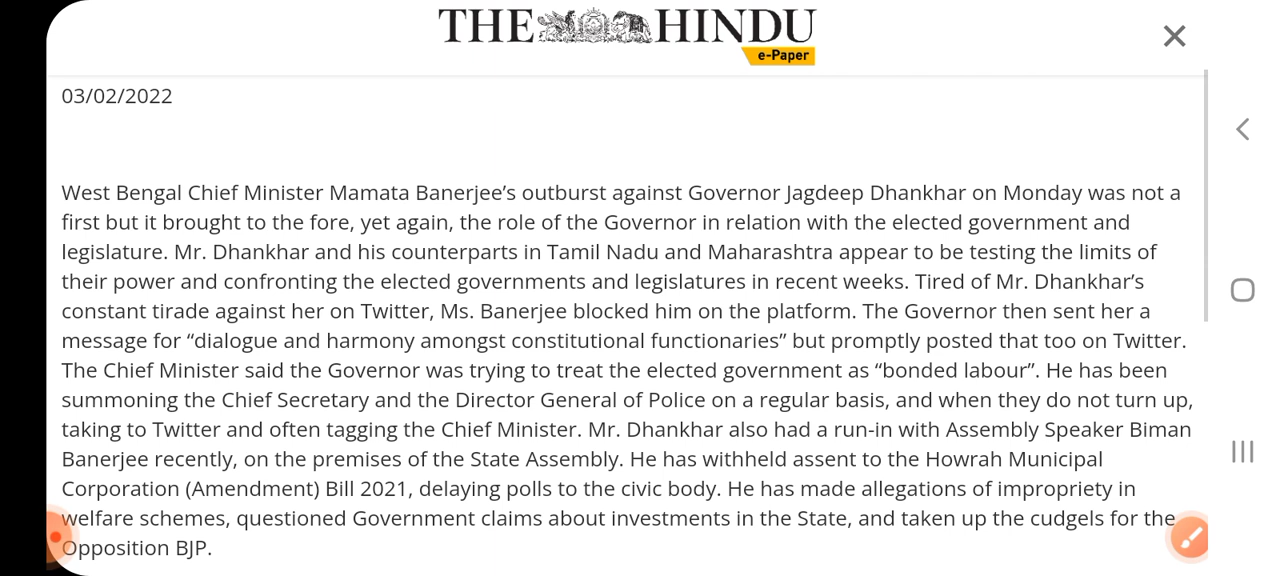 THE HINDU
e-Paper
03/02/2022
West Bengal Chief Minister Mamata Banerjee’s outburst against Governor Jagdeep Dhankhar on Monday was not a
first but it brought to the fore, yet again, the role of the Governor in relation with the elected government and
legislature. Mr. Dhankhar and his counterparts in Tamil Nadu and Maharashtra appear to be testing the limits of
their power and confronting the elected governments and legislatures in recent weeks. Tired of Mr. Dhankhar’s
constant tirade against her on Twitter, Ms. Banerjee blocked him on the platform. The Governor then sent her a
message for “dialogue and harmony amongst constitutional functionaries” but promptly posted that too on Twitter.
The Chief Minister said the Governor was trying to treat the elected government as “bonded labour”. He has been
summoning the Chief Secretary and the Director General of Police on a regular basis, and when they do not turn up,
taking to Twitter and often tagging the Chief Minister. Mr. Dhankhar also had a run-in with Assembly Speaker Biman
Banerjee recently, on the premises of the State Assembly. He has withheld assent to the Howrah Municipal
Corporation (Amendment) Bill 2021, delaying polls to the civic body. He has made allegations of impropriety in
welfare schemes, questioned Government claims about investments in the State, and taken up the cudgels for the
Opposition BJP.